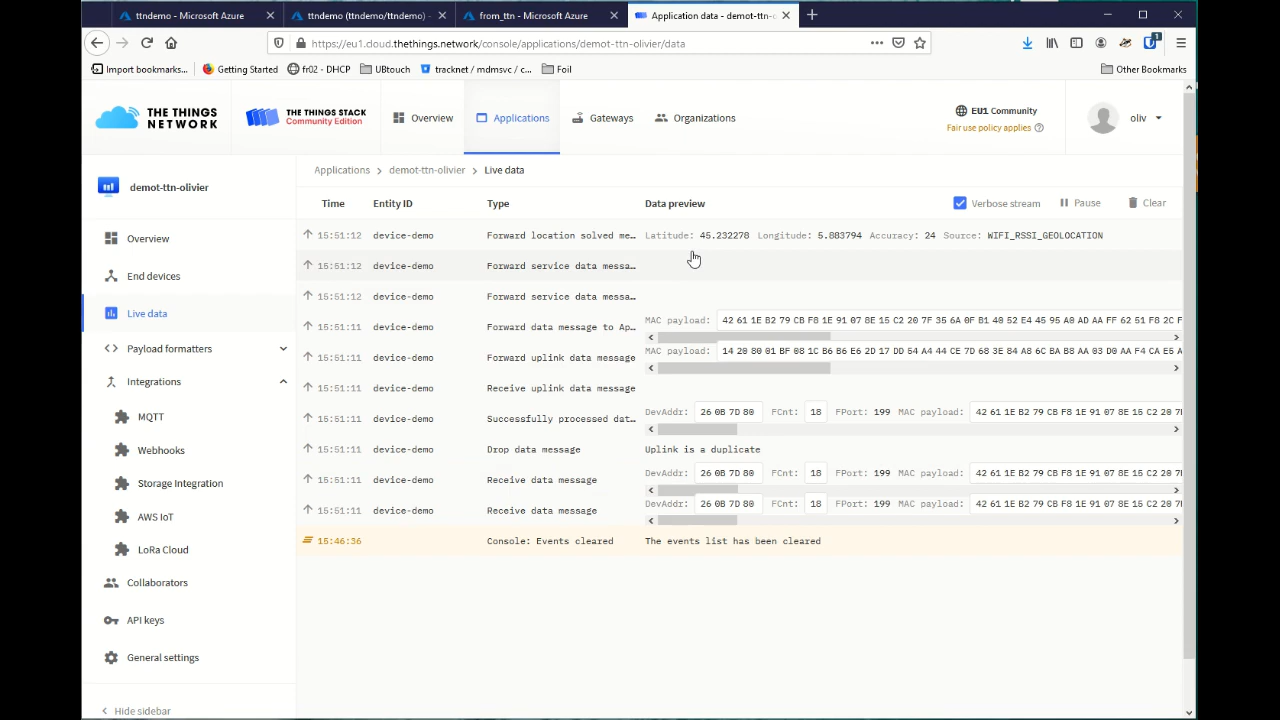 ttndemo - Microsoft Azure
ttndemo (ttndemo/ttndemo) -
from_ttn - Microsoft Azure
Application data - demot-ttn-o
https://eu1.cloud.thethings.network/console/applications/demot-ttn-olivier/data
Import bookmarks...
Getting Started
fr02 - DHCP
UBtouch
tracknet / mdmsvc / c...
Foil
Other Bookmarks
THE THINGS NETWORK
THE THINGS STACK
Community Edition
Overview
Applications
Gateways
Organizations
EU1 Community
Fair use policy applies
oliv
demot-ttn-olivier
Overview
End devices
Live data
Payload formatters
Integrations
MQTT
Webhooks
Storage Integration
AWS IoT
LoRa Cloud
Collaborators
API keys
General settings
Hide sidebar
Applications > demot-ttn-olivier > Live data
Time Entity ID Type Data preview Verbose stream Pause Clear
15:51:12 device-demo Forward location solved me… Latitude: 45.232278 Longitude: 5.883794 Accuracy: 24 Source: WIFI_RSSI_GEOLOCATION
15:51:12 device-demo Forward service data messa…
15:51:12 device-demo Forward service data messa…
15:51:11 device-demo Forward data message to Ap… MAC payload: 42 61 1E B2 79 CB F8 1E 91 07 8E 15 C2 20 7F 35 6A 0F B1 40 52 E4 45 95 A0 AD AA FF 62 51 F8 2C F
15:51:11 device-demo Forward uplink data message MAC payload: 14 20 80 01 BF 08 1C B6 B6 E6 2D 17 DD 54 A4 44 CE 7D 68 3E 84 A8 6C BA B8 AA 03 D0 AA F4 CA E5 A
15:51:11 device-demo Receive uplink data message
15:51:11 device-demo Successfully processed dat… DevAddr: 26 0B 7D 80 FCnt: 18 FPort: 199 MAC payload: 42 61 1E B2 79 CB F8 1E 91 07 8E 15 C2 20 7F
15:51:11 device-demo Drop data message Uplink is a duplicate
15:51:11 device-demo Receive data message DevAddr: 26 0B 7D 80 FCnt: 18 FPort: 199 MAC payload: 42 61 1E B2 79 CB F8 1E 91 07 8E 15 C2 20 7F
15:51:11 device-demo Receive data message DevAddr: 26 0B 7D 80 FCnt: 18 FPort: 199 MAC payload: 42 61 1E B2 79 CB F8 1E 91 07 8E 15 C2 20 7F
15:46:36 Console: Events cleared The events list has been cleared